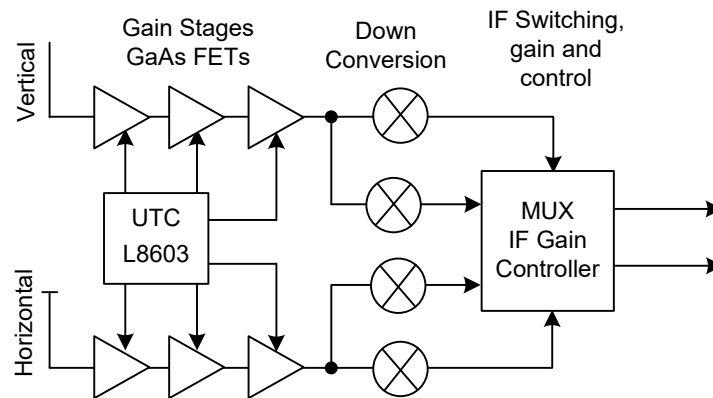 Gain Stages
GaAs FETs
Down
Conversion
IF Switching,
gain and
control
Vertical
UTC
L8603
MUX
IF Gain
Controller
Horizontal